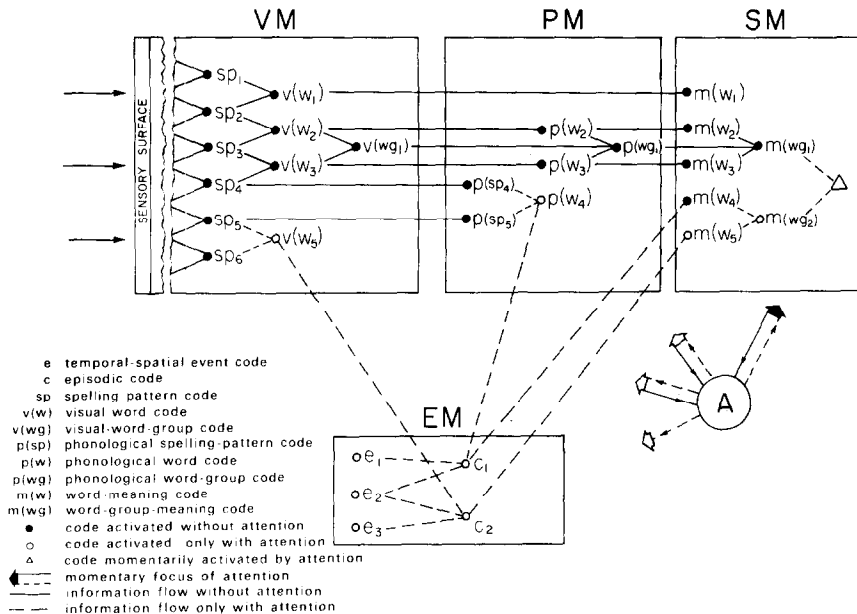 VM PM SM
SENSORY SURFACE
sp₁
v(w₁) m(w₁)
sp₂
v(w₂) p(w₂) m(w₂)
sp₃ v(wg₁) p(wg₁) m(wg₁)
v(w₃) p(w₃) m(w₃)
sp₄ p(sp₄)
p(w₄) m(w₄)
sp₅ p(sp₅) m(wg₂)
v(w₅) m(w₅)
sp₆
A
EM
e₁ c₁
e₂
e₃ c₂
e temporal-spatial event code
c episodic code
sp spelling pattern code
v(w) visual word code
v(wg) visual-word-group code
p(sp) phonological spelling-pattern code
p(w) phonological word code
p(wg) phonological word-group code
m(w) word-meaning code
m(wg) word-group-meaning code
● code activated without attention
○ code activated only with attention
△ code momentarily activated by attention
momentary focus of attention
information flow without attention
information flow only with attention